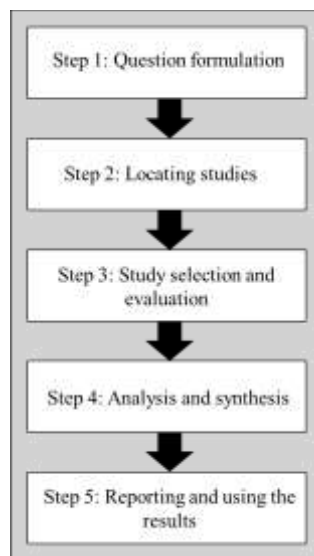 Step 1: Question formulation
Step 2: Locating studies
Step 3: Study selection and
evaluation
Step 4: Analysis and synthesis
Step 5: Reporting and using the
results